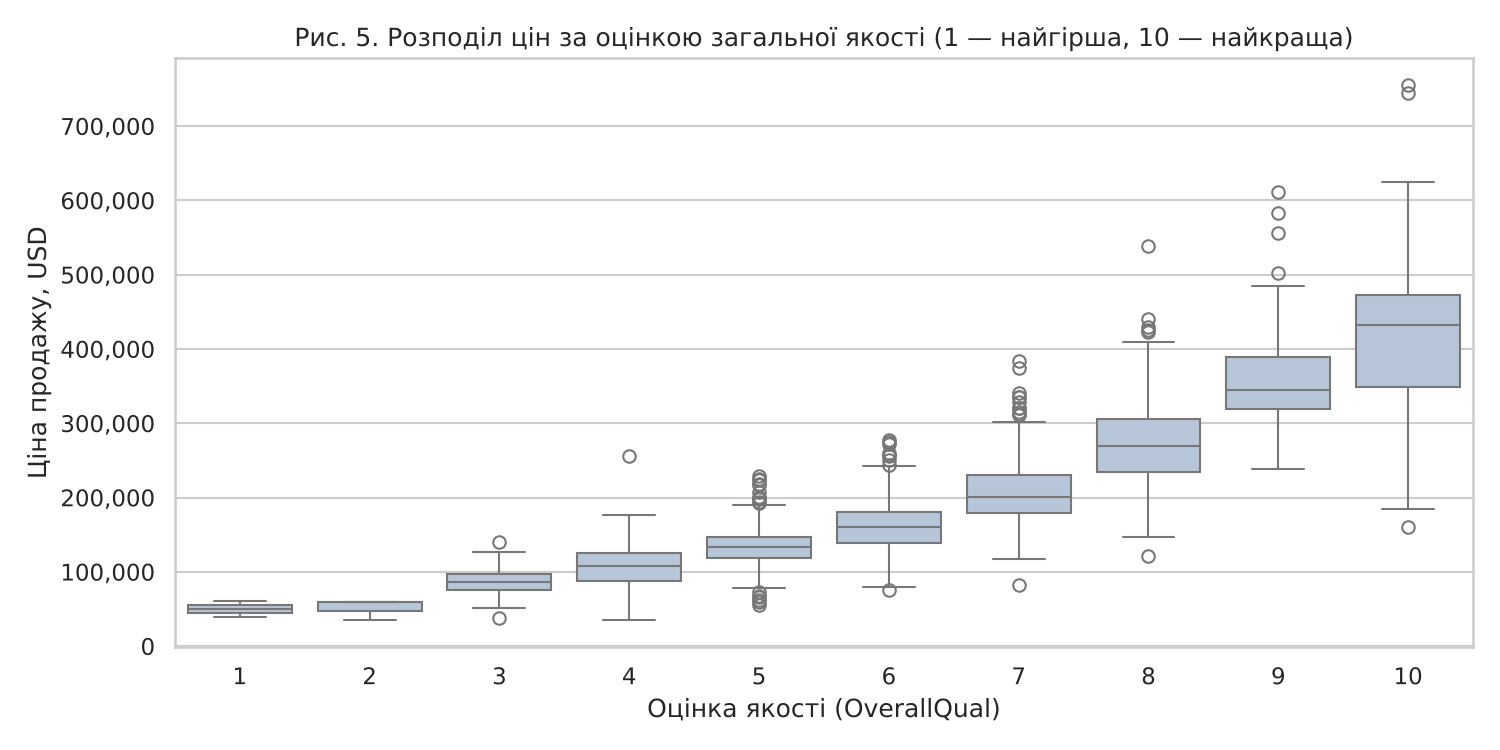 Рис. 5. Розподіл цін за оцінкою загальної якості (1 — найгірша, 10 — найкраща)
Ціна продажу, USD
700,000
600,000
500,000
400,000
300,000
200,000
100,000
0
1 2 3 4 5 6 7 8 9 10
Оцінка якості (OverallQual)